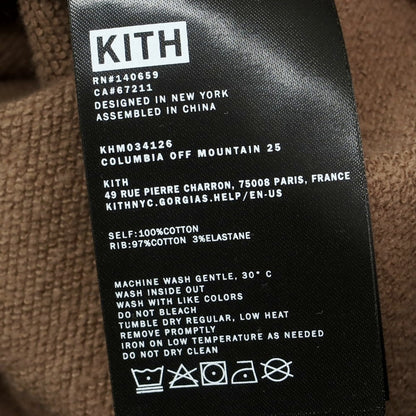 KITH
RN#140659
CA#67211
DESIGNED IN NEW YORK
ASSEMBLED IN CHINA
KHM034126
COLUMBIA OFF MOUNTAIN 25
KITH
49 RUE PIERRE CHARRON, 75008 PARIS, FRANCE
KITHNYC.GORGIAS.HELP/EN-US
SELF:100%COTTON
RIB:97%COTTON 3%ELASTANE
MACHINE WASH GENTLE, 30° C
WASH INSIDE OUT
WASH WITH LIKE COLORS
DO NOT BLEACH
TUMBLE DRY REGULAR, LOW HEAT
REMOVE PROMPTLY
IRON ON LOW TEMPERATURE AS NEEDED
DO NOT DRY CLEAN